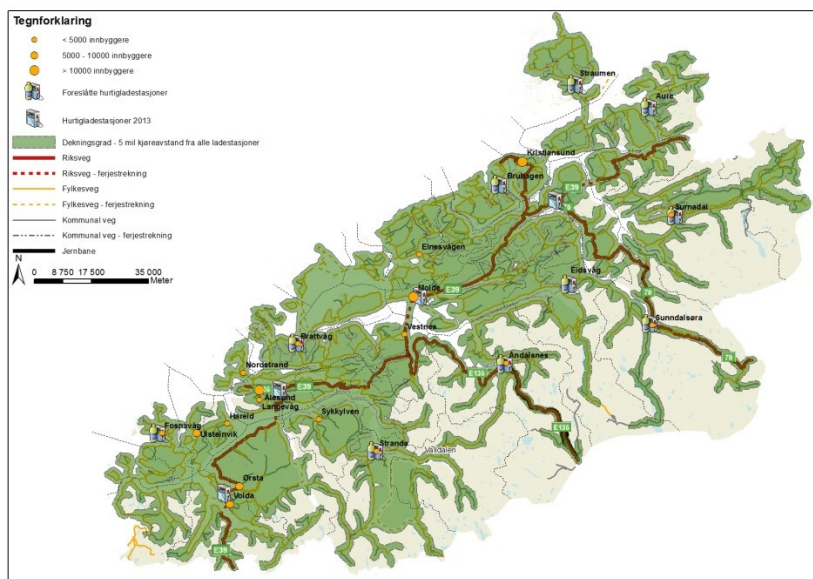 Tegnforklaring
< 5000 innbyggere
5000 - 10000 innbyggere
> 10000 innbyggere
Foreslåtte hurtigladestasjoner
Hurtigladestasjoner 2013
Dekningsgrad - 5 mil kjøreavstand fra alle ladestasjoner
Riksveg
Riksveg - ferjestrekning
Fylkesveg
Fylkesveg - ferjestrekning
Kommunal veg
Kommunal veg - ferjestrekning
Jernbane
N
0 8 750 17 500 35 000
Meter
Straumen
Aura
Kristiansund
Bruhagen
E39
70
Surnadal
Elnesvågen
Eidsvåg
Molde
E39
70
Sunndalsøra
Vestnes
Brattvåg
Åndalsnes
70
Nordstrand
E136
E39
Ålesund
Langevåg
Hareid
Sykkylven
Fosnavåg
Ulsteinvik
E136
Stranda
Valldalen
Ørsta
Volda
E39